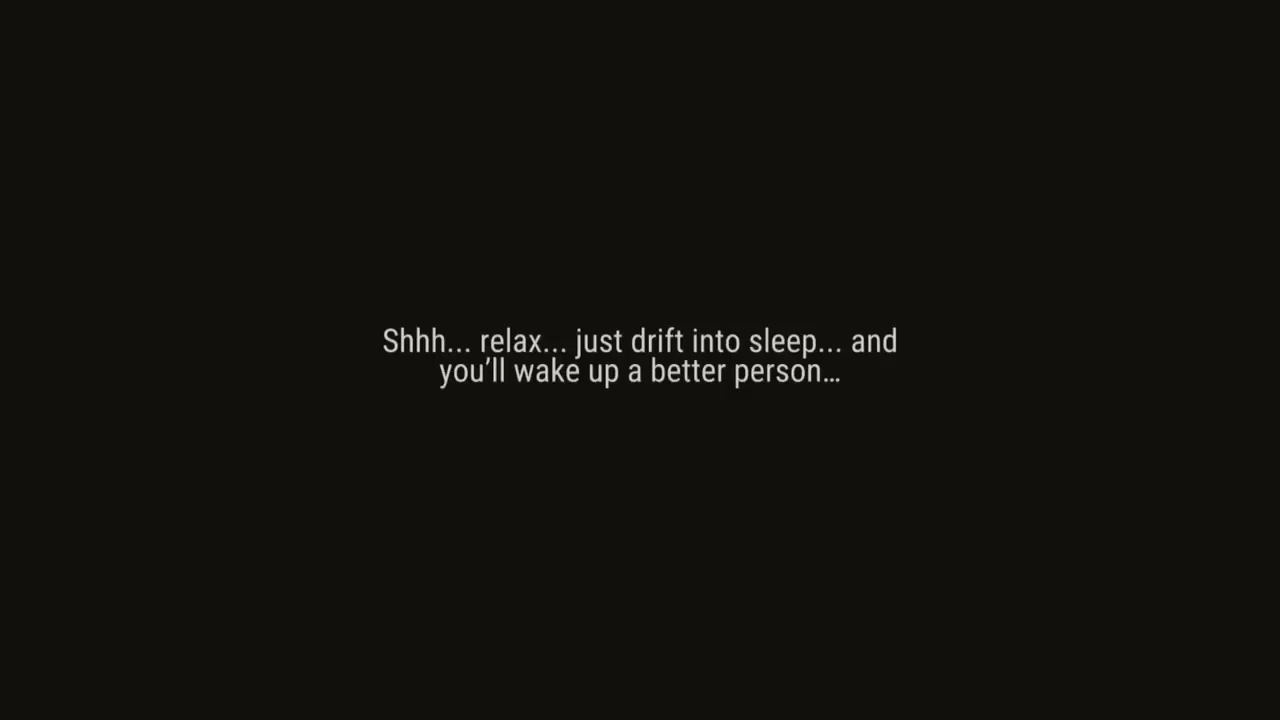 Shhh... relax... just drift into sleep... and
you’ll wake up a better person…